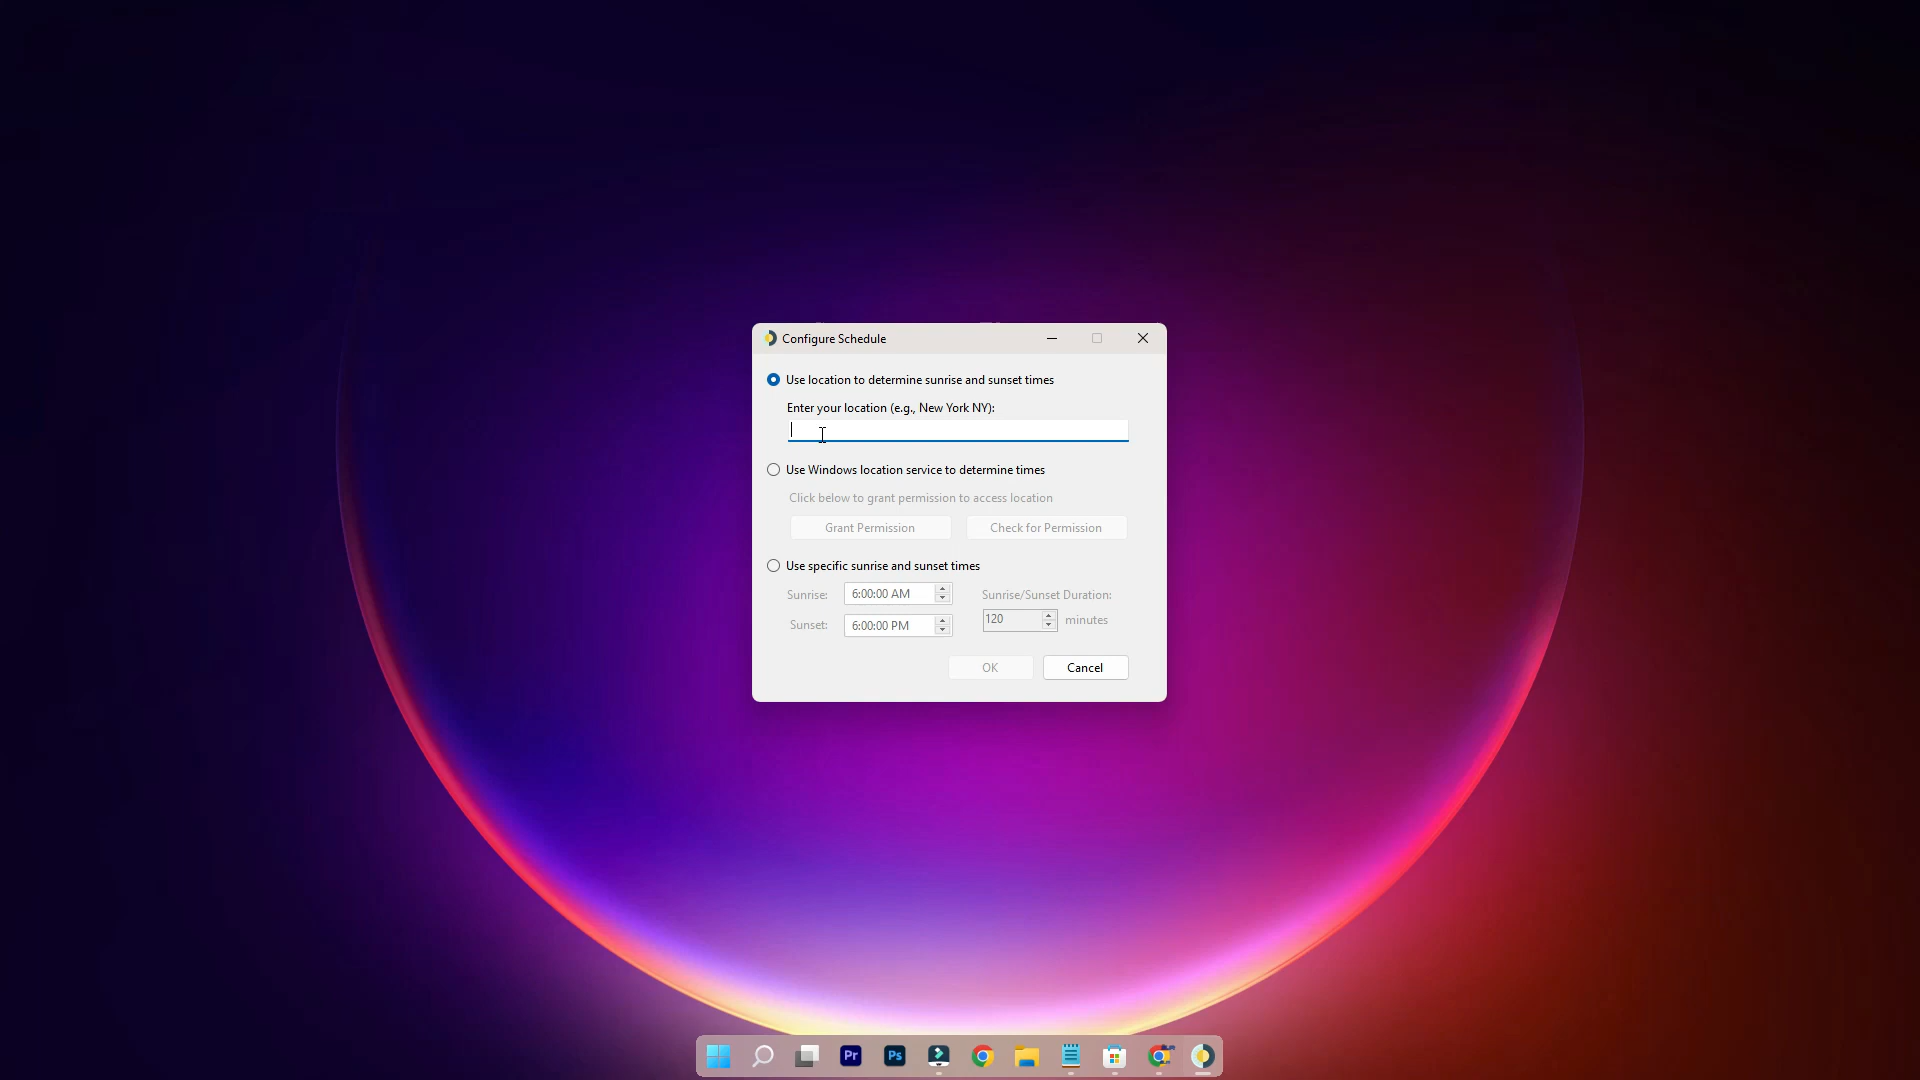 Configure Schedule
Use location to determine sunrise and sunset times
Enter your location (e.g., New York NY):
Use Windows location service to determine times
Click below to grant permission to access location
Grant Permission Check for Permission
Use specific sunrise and sunset times
Sunrise: 6:00:00 AM Sunrise/Sunset Duration:
Sunset: 6:00:00 PM 120 minutes
OK Cancel
Pr Ps